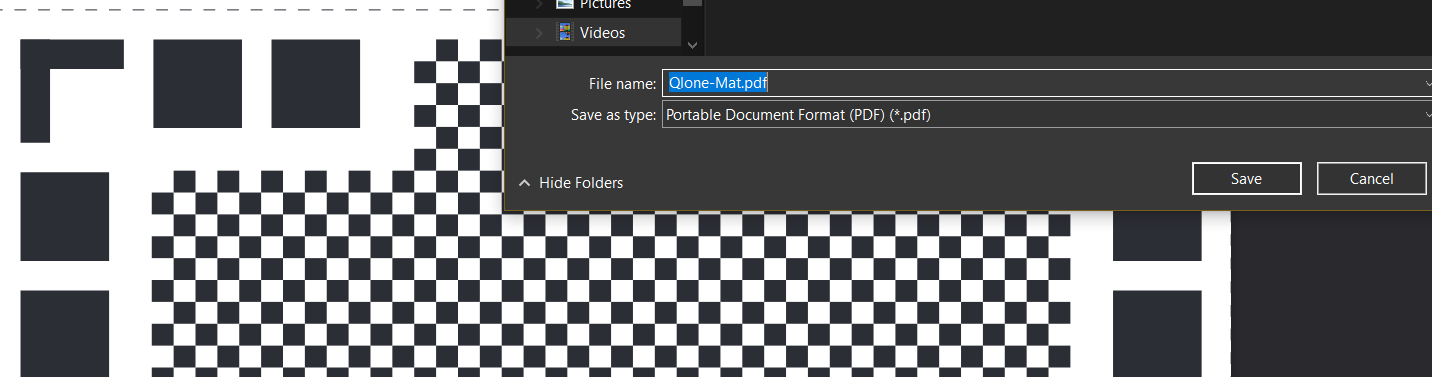 Pictures
Videos
File name: Qlone-Mat.pdf
Save as type: Portable Document Format (PDF) (*.pdf)
Hide Folders
Save
Cancel